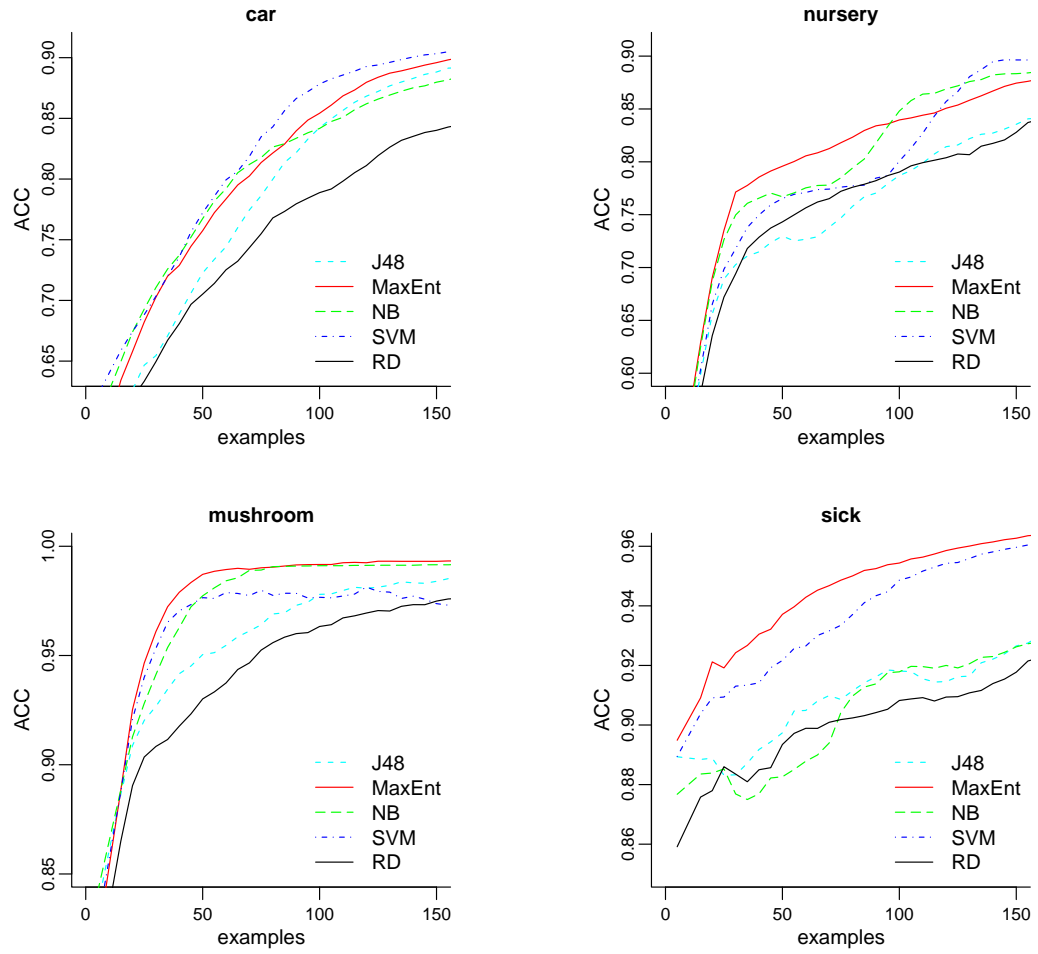 car
ACC
0.90
0.85
0.80
0.75
0.70
0.65
J48
MaxEnt
NB
SVM
RD
0 50 100 150
examples
nursery
ACC
0.90
0.85
0.80
0.75
0.70
0.65
0.60
J48
MaxEnt
NB
SVM
RD
0 50 100 150
examples
mushroom
ACC
1.00
0.95
0.90
0.85
J48
MaxEnt
NB
SVM
RD
0 50 100 150
examples
sick
ACC
0.96
0.94
0.92
0.90
0.88
0.86
J48
MaxEnt
NB
SVM
RD
0 50 100 150
examples